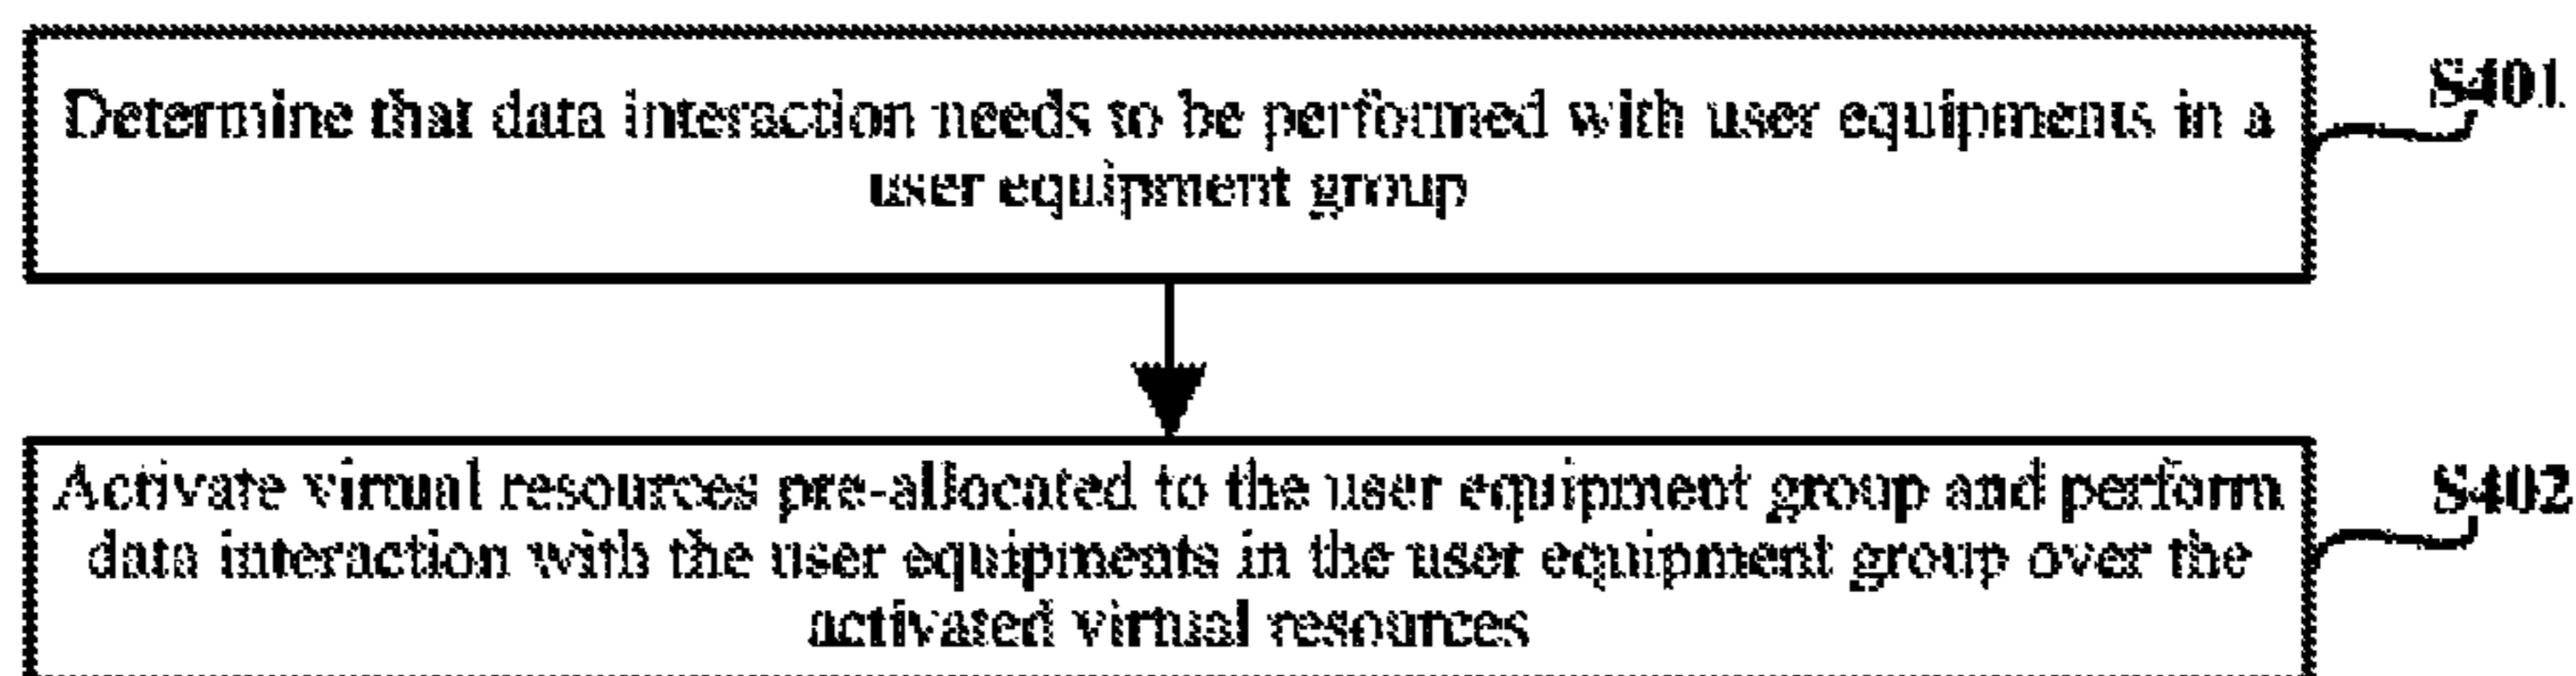 Determine that data interaction needs to be performed with user equipments in a
user equipment group
S401
Activate virtual resources pre-allocated to the user equipment group and perform
data interaction with the user equipments in the user equipment group over the
activated virtual resources
S402